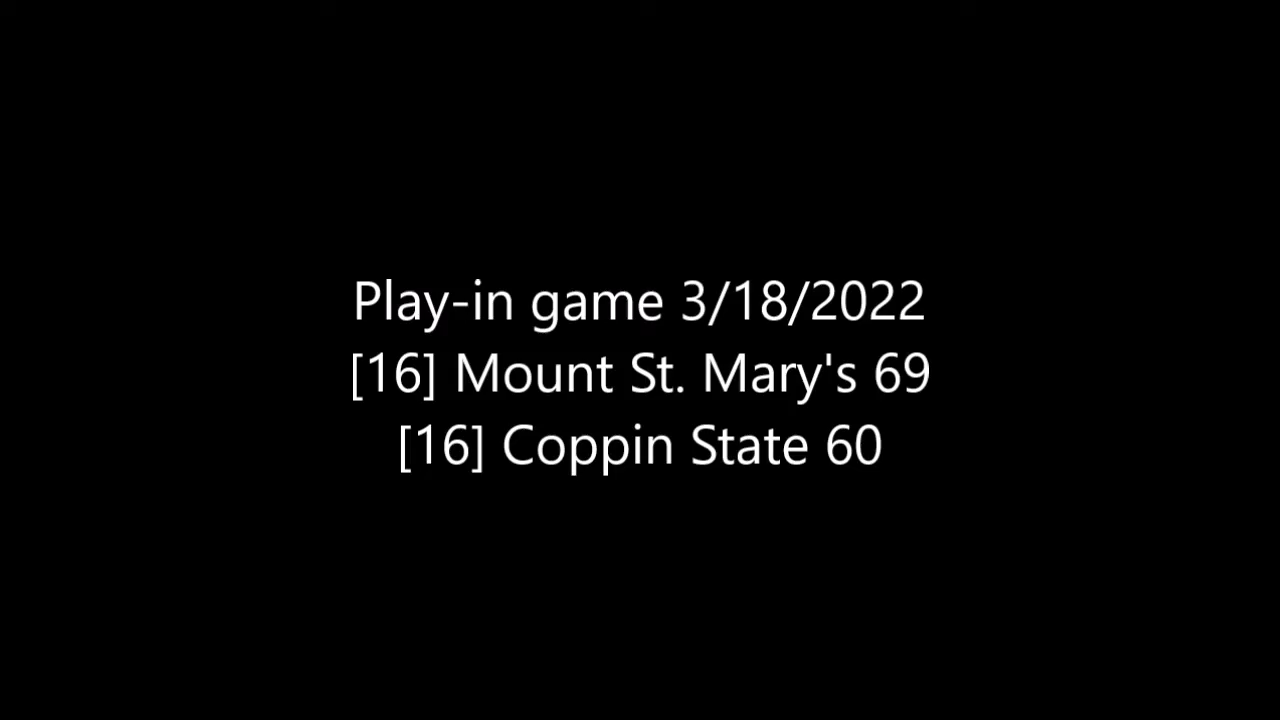 Play-in game 3/18/2022
[16] Mount St. Mary's 69
[16] Coppin State 60